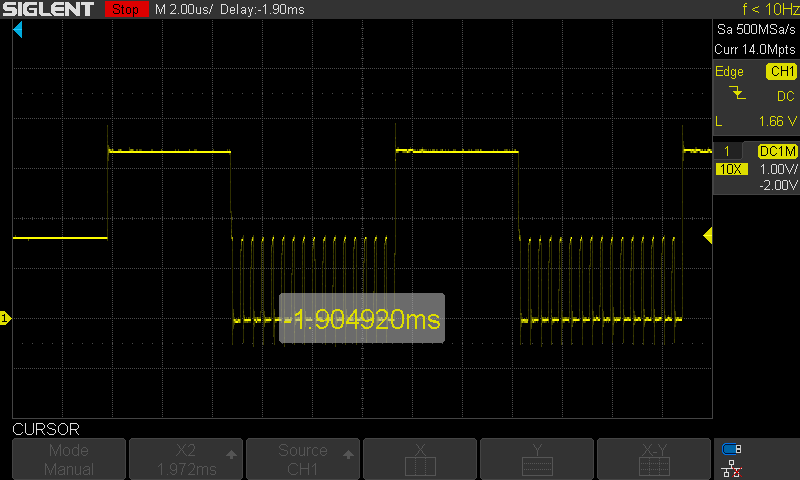 SIGLENT Stop M 2.00us/ Delay:-1.90ms f < 10Hz
Sa 500MSa/s
Curr 14.0Mpts
Edge CH1
DC
L 1.66 V
1 DC1M
10X 1.00V/
-2.00V
1
-1.904920ms
CURSOR
Mode
Manual
X2
1.972ms
Source
CH1
X
Y
X-Y